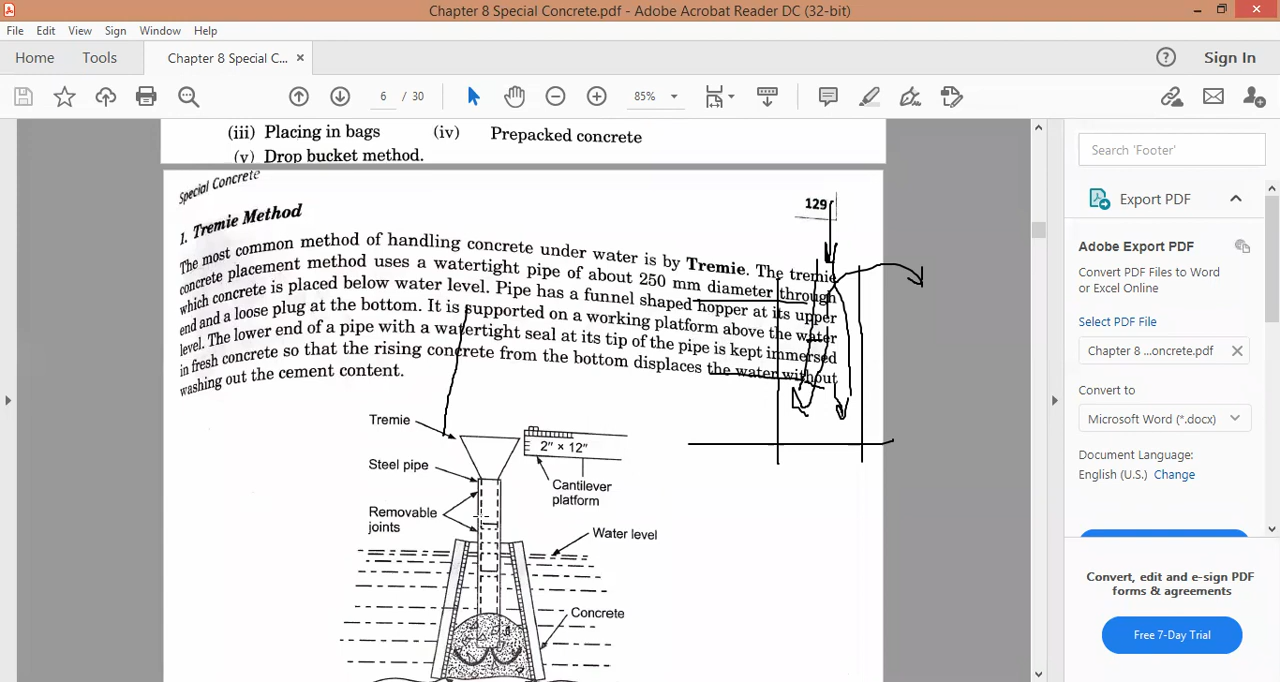 Chapter 8 Special Concrete.pdf - Adobe Acrobat Reader DC (32-bit)
File Edit View Sign Window Help
Home Tools Chapter 8 Special C... × Sign In
6 / 30 85%
(iii) Placing in bags (iv) Prepacked concrete
(v) Drop bucket method.
Special Concrete 129
1. Tremie Method
The most common method of handling concrete under water is by Tremie. The tremie
concrete placement method uses a watertight pipe of about 250 mm diameter through
which concrete is placed below water level. Pipe has a funnel shaped hopper at its upper
end and a loose plug at the bottom. It is supported on a working platform above the water
level. The lower end of a pipe with a watertight seal at its tip of the pipe is kept immersed
in fresh concrete so that the rising concrete from the bottom displaces the water without
washing out the cement content.
Tremie
2" × 12"
Steel pipe
Cantilever
platform
Removable
joints
Water level
Concrete
Search 'Footer'
Export PDF
Adobe Export PDF
Convert PDF Files to Word
or Excel Online
Select PDF File
Chapter 8 ...oncrete.pdf
Convert to
Microsoft Word (*.docx)
Document Language:
English (U.S.) Change
Convert, edit and e-sign PDF
forms & agreements
Free 7-Day Trial